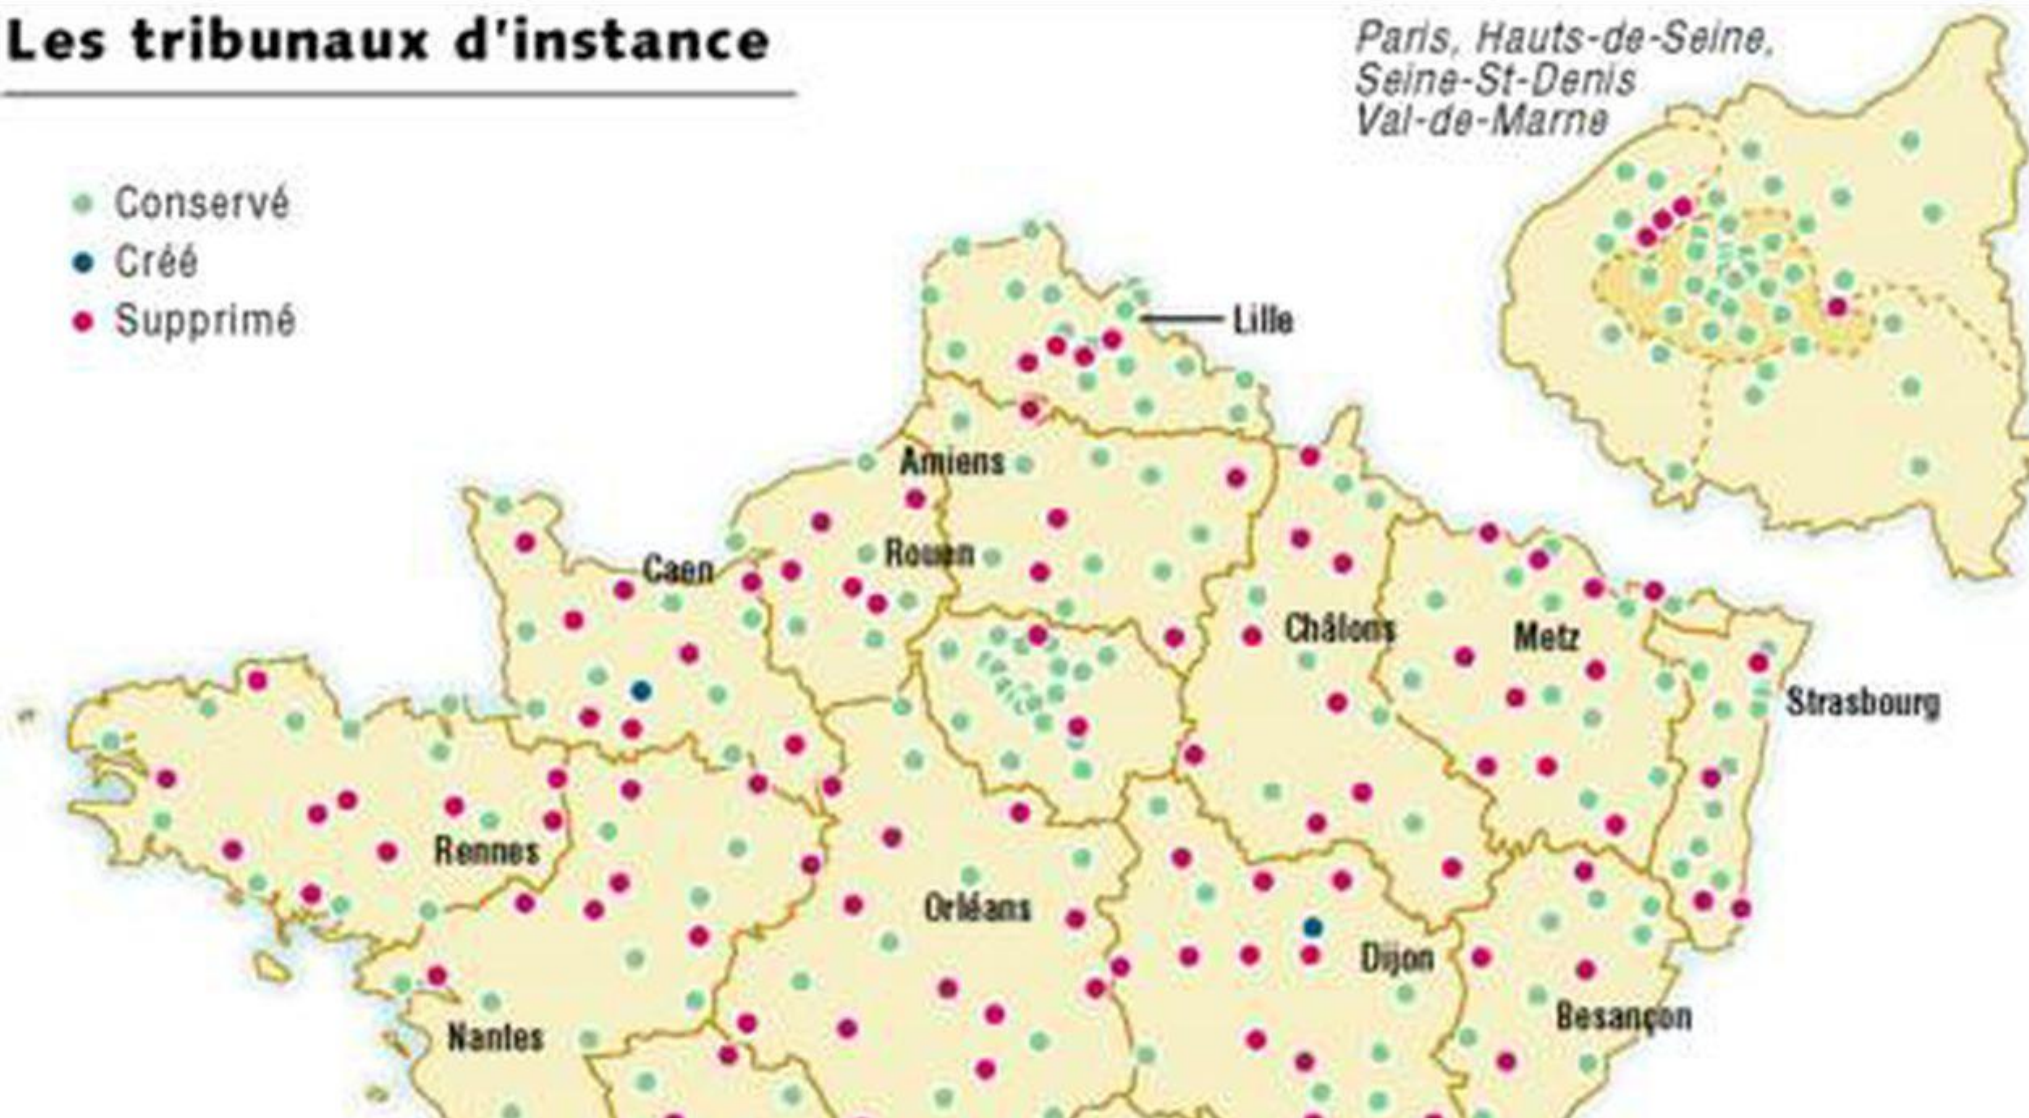 Les tribunaux d'instance
Paris, Hauts-de-Seine,
Seine-St-Denis
Val-de-Marne
Conservé
Créé
Supprimé
Lille
Amiens
Rouen
Caen
Châlons
Metz
Strasbourg
Rennes
Orléans
Dijon
Besançon
Nantes